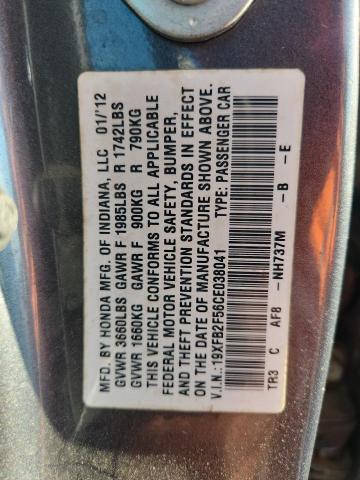 MFD. BY HONDA MFG. OF INDIANA, LLC 01/'12
GVWR 3660LBS GAWR F 1985LBS R 1742LBS
GVWR 1660KG GAWR F 900KG R 790KG
THIS VEHICLE CONFORMS TO ALL APPLICABLE
FEDERAL MOTOR VEHICLE SAFETY, BUMPER,
AND THEFT PREVENTION STANDARDS IN EFFECT
ON THE DATE OF MANUFACTURE SHOWN ABOVE.
V.I.N.:19XFB2F56CE038041 TYPE: PASSENGER CAR
TR3 C AF8 -NH737M -B -E